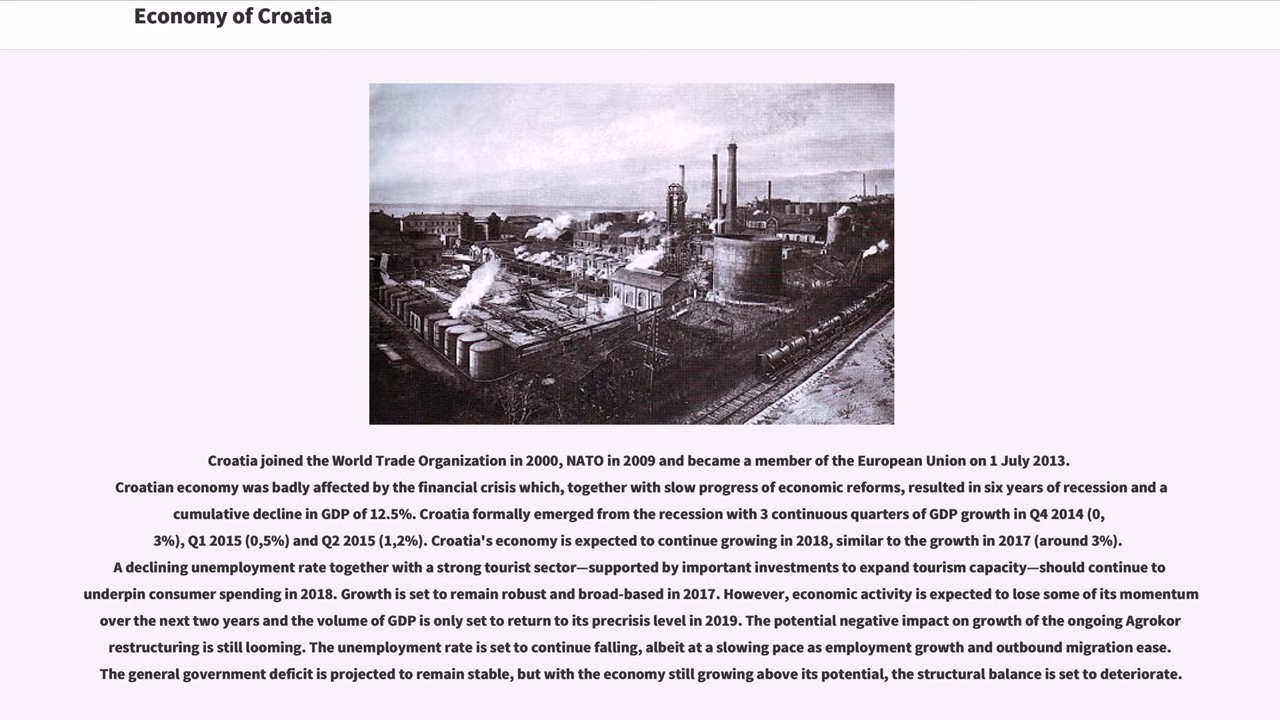 Economy of Croatia
Croatia joined the World Trade Organization in 2000, NATO in 2009 and became a member of the European Union on 1 July 2013.
Croatian economy was badly affected by the financial crisis which, together with slow progress of economic reforms, resulted in six years of recession and a
cumulative decline in GDP of 12.5%. Croatia formally emerged from the recession with 3 continuous quarters of GDP growth in Q4 2014 (0,
3%), Q1 2015 (0,5%) and Q2 2015 (1,2%). Croatia's economy is expected to continue growing in 2018, similar to the growth in 2017 (around 3%).
A declining unemployment rate together with a strong tourist sector—supported by important investments to expand tourism capacity—should continue to
underpin consumer spending in 2018. Growth is set to remain robust and broad-based in 2017. However, economic activity is expected to lose some of its momentum
over the next two years and the volume of GDP is only set to return to its precrisis level in 2019. The potential negative impact on growth of the ongoing Agrokor
restructuring is still looming. The unemployment rate is set to continue falling, albeit at a slowing pace as employment growth and outbound migration ease.
The general government deficit is projected to remain stable, but with the economy still growing above its potential, the structural balance is set to deteriorate.